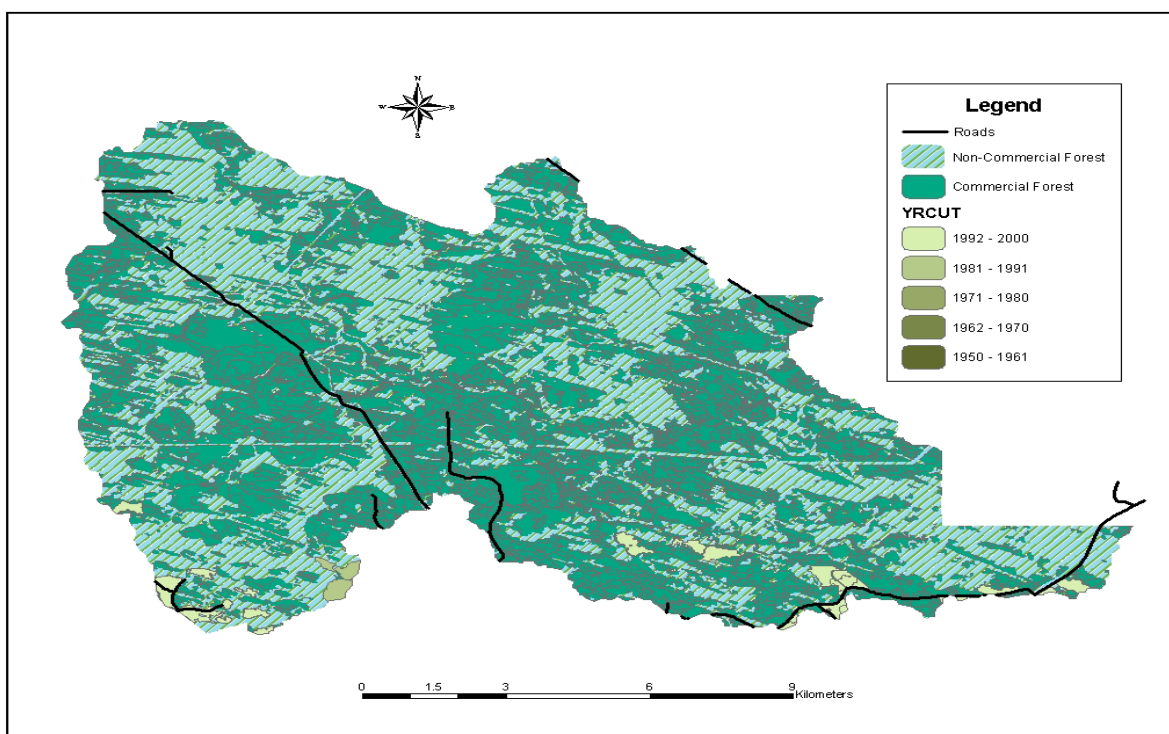 N
W E
S
Legend
Roads
Non-Commercial Forest
Commercial Forest
YRCUT
1992 - 2000
1981 - 1991
1971 - 1980
1962 - 1970
1950 - 1961
0 1.5 3 6 9
Kilometers